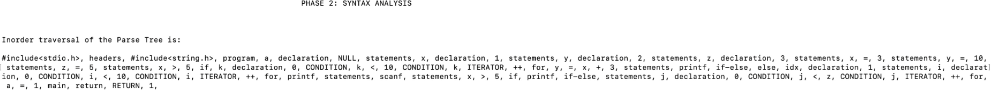 PHASE 2: SYNTAX ANALYSIS
Inorder traversal of the Parse Tree is:
#include<stdio.h>, headers, #include<string.h>, program, a, declaration, NULL, statements, x, declaration, 1, statements, y, declaration, 2, statements, z, declaration, 3, statements, x, =, 3, statements, y, =, 10,
statements, z, =, 5, statements, x, >, 5, if, k, declaration, 0, CONDITION, k, <, 10, CONDITION, k, ITERATOR, ++, for, y, =, x, +, 3, statements, printf, if-else, else, idx, declaration, 1, statements, i, declarat
ion, 0, CONDITION, i, <, 10, CONDITION, i, ITERATOR, ++, for, printf, statements, scanf, statements, x, >, 5, if, printf, if-else, statements, j, declaration, 0, CONDITION, j, <, z, CONDITION, j, ITERATOR, ++, for,
a, =, 1, main, return, RETURN, 1,